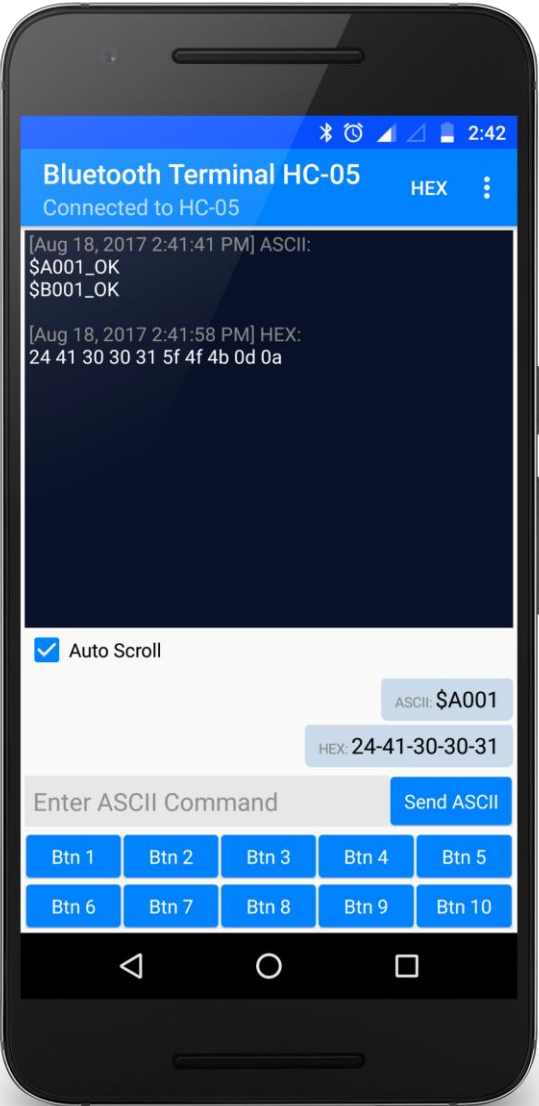 2:42
Bluetooth Terminal HC-05
HEX
Connected to HC-05
[Aug 18, 2017 2:41:41 PM] ASCII:
$A001_OK
$B001_OK
[Aug 18, 2017 2:41:58 PM] HEX:
24 41 30 30 31 5f 4f 4b 0d 0a
Auto Scroll
ASCII: $A001
HEX: 24-41-30-30-31
Enter ASCII Command
Send ASCII
Btn 1 Btn 2 Btn 3 Btn 4 Btn 5
Btn 6 Btn 7 Btn 8 Btn 9 Btn 10